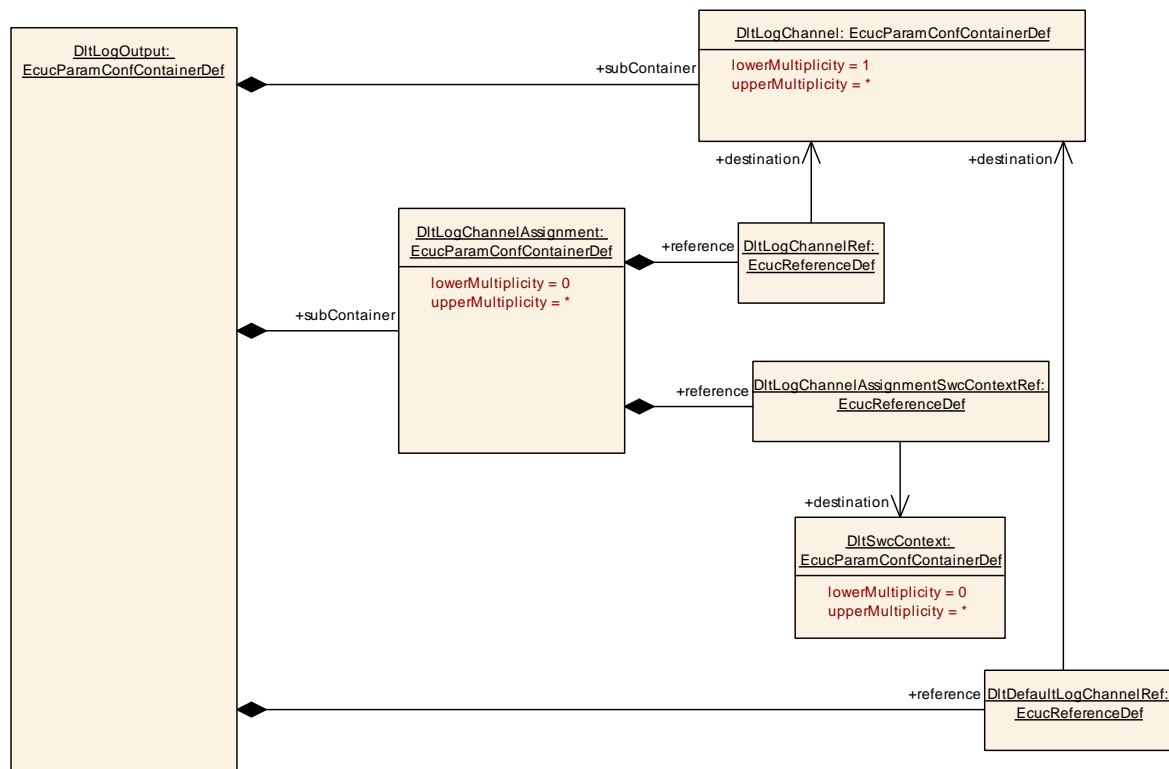 DltLogOutput:
EcucParamConfContainerDef
DltLogChannel: EcucParamConfContainerDef
lowerMultiplicity = 1
upperMultiplicity = *
+subContainer
+destination
+destination
DltLogChannelAssignment:
EcucParamConfContainerDef
lowerMultiplicity = 0
upperMultiplicity = *
+reference
DltLogChannelRef:
EcucReferenceDef
+subContainer
+reference
DltLogChannelAssignmentSwcContextRef:
EcucReferenceDef
+destination
DltSwcContext:
EcucParamConfContainerDef
lowerMultiplicity = 0
upperMultiplicity = *
+reference
DltDefaultLogChannelRef:
EcucReferenceDef